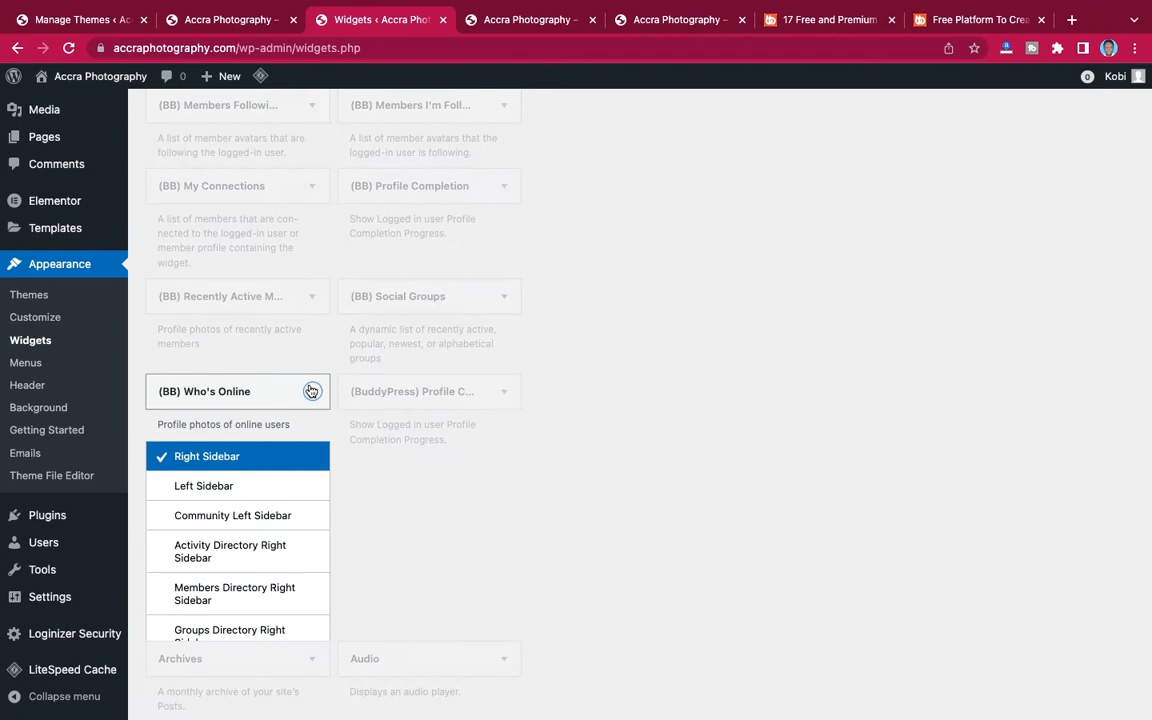 Manage Themes ‹ Ac
Accra Photography –
Widgets ‹ Accra Phot
Accra Photography –
Accra Photography –
17 Free and Premium
Free Platform To Crea
accraphotography.com/wp-admin/widgets.php
Accra Photography
0
New
0
Kobi
Media
Pages
Comments
Elementor
Templates
Appearance
Themes
Customize
Widgets
Menus
Header
Background
Getting Started
Emails
Theme File Editor
Plugins
Users
Tools
Settings
Loginizer Security
LiteSpeed Cache
Collapse menu
(BB) Members Followi...
A list of member avatars that are
following the logged-in user.
(BB) Members I'm Foll...
A list of member avatars that the
logged-in user is following.
(BB) My Connections
A list of members that are con-
nected to the logged-in user or
member profile containing the
widget.
(BB) Profile Completion
Show Logged in user Profile
Completion Progress.
(BB) Recently Active M...
Profile photos of recently active
members
(BB) Social Groups
A dynamic list of recently active,
popular, newest, or alphabetical
groups
(BB) Who's Online
Profile photos of online users
(BuddyPress) Profile C...
Show Logged in user Profile
Completion Progress.
Right Sidebar
Left Sidebar
Community Left Sidebar
Activity Directory Right
Sidebar
Members Directory Right
Sidebar
Groups Directory Right
Archives
A monthly archive of your site's
Posts.
Audio
Displays an audio player.